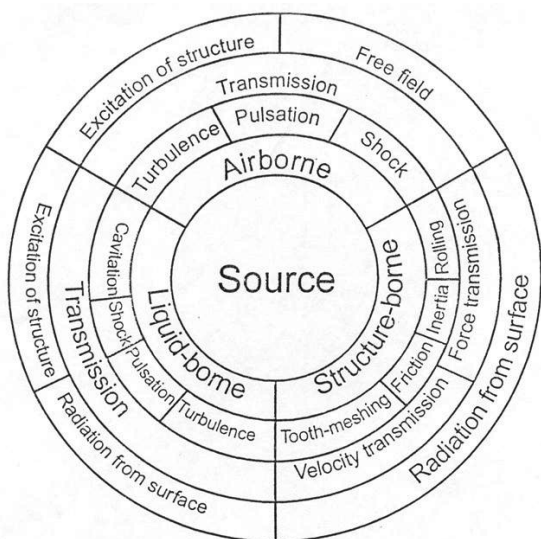 Excitation of structure
Free field
Transmission
Turbulence
Pulsation
Shock
Airborne
Source
Structure-borne
Rolling
Inertia
Friction
Tooth-meshing
Force transmission
Velocity transmission
Radiation from surface
Liquid-borne
Cavitation
Shock
Pulsation
Turbulence
Transmission
Excitation of structure
Radiation from surface